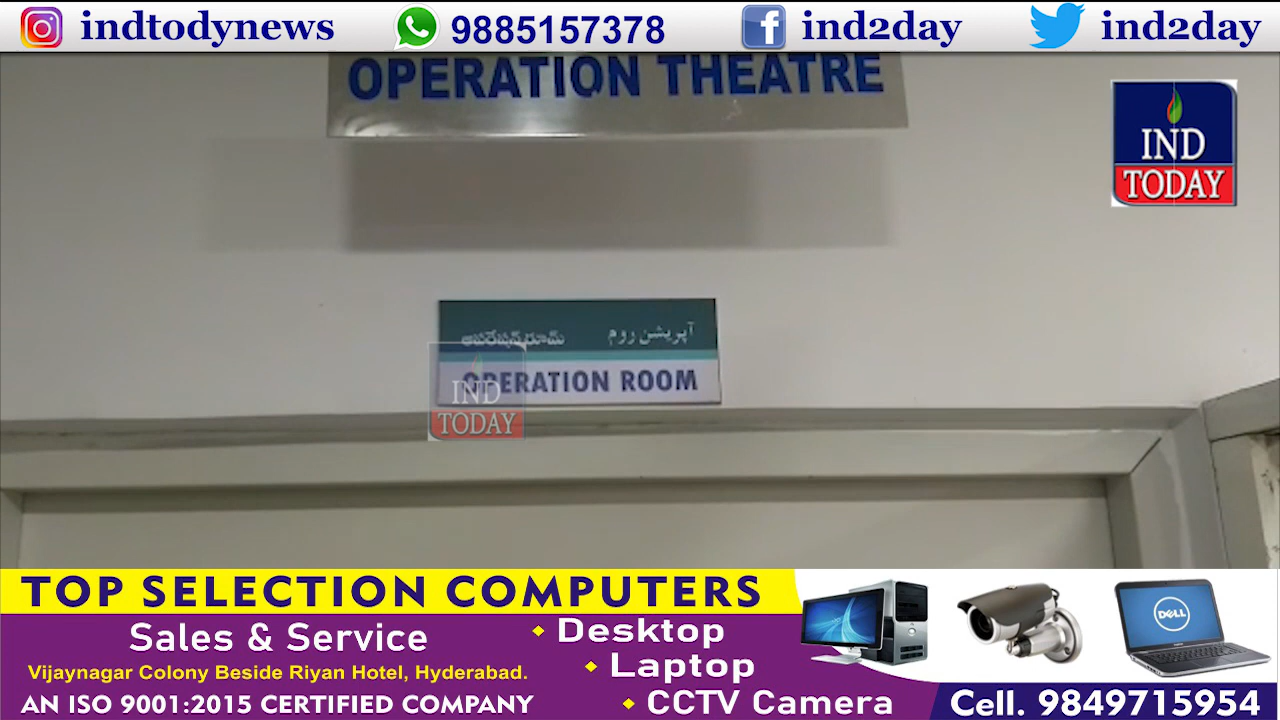 indtodynews 9885157378 ind2day ind2day
OPERATION THEATRE
IND
TODAY
ఆపరేషన్ రూమ్ آپریشن روم
OPERATION ROOM
IND
TODAY
TOP SELECTION COMPUTERS
Sales & Service
Vijaynagar Colony Beside Riyan Hotel, Hyderabad.
AN ISO 9001:2015 CERTIFIED COMPANY
Desktop
Laptop
CCTV Camera
DELL
Cell. 9849715954